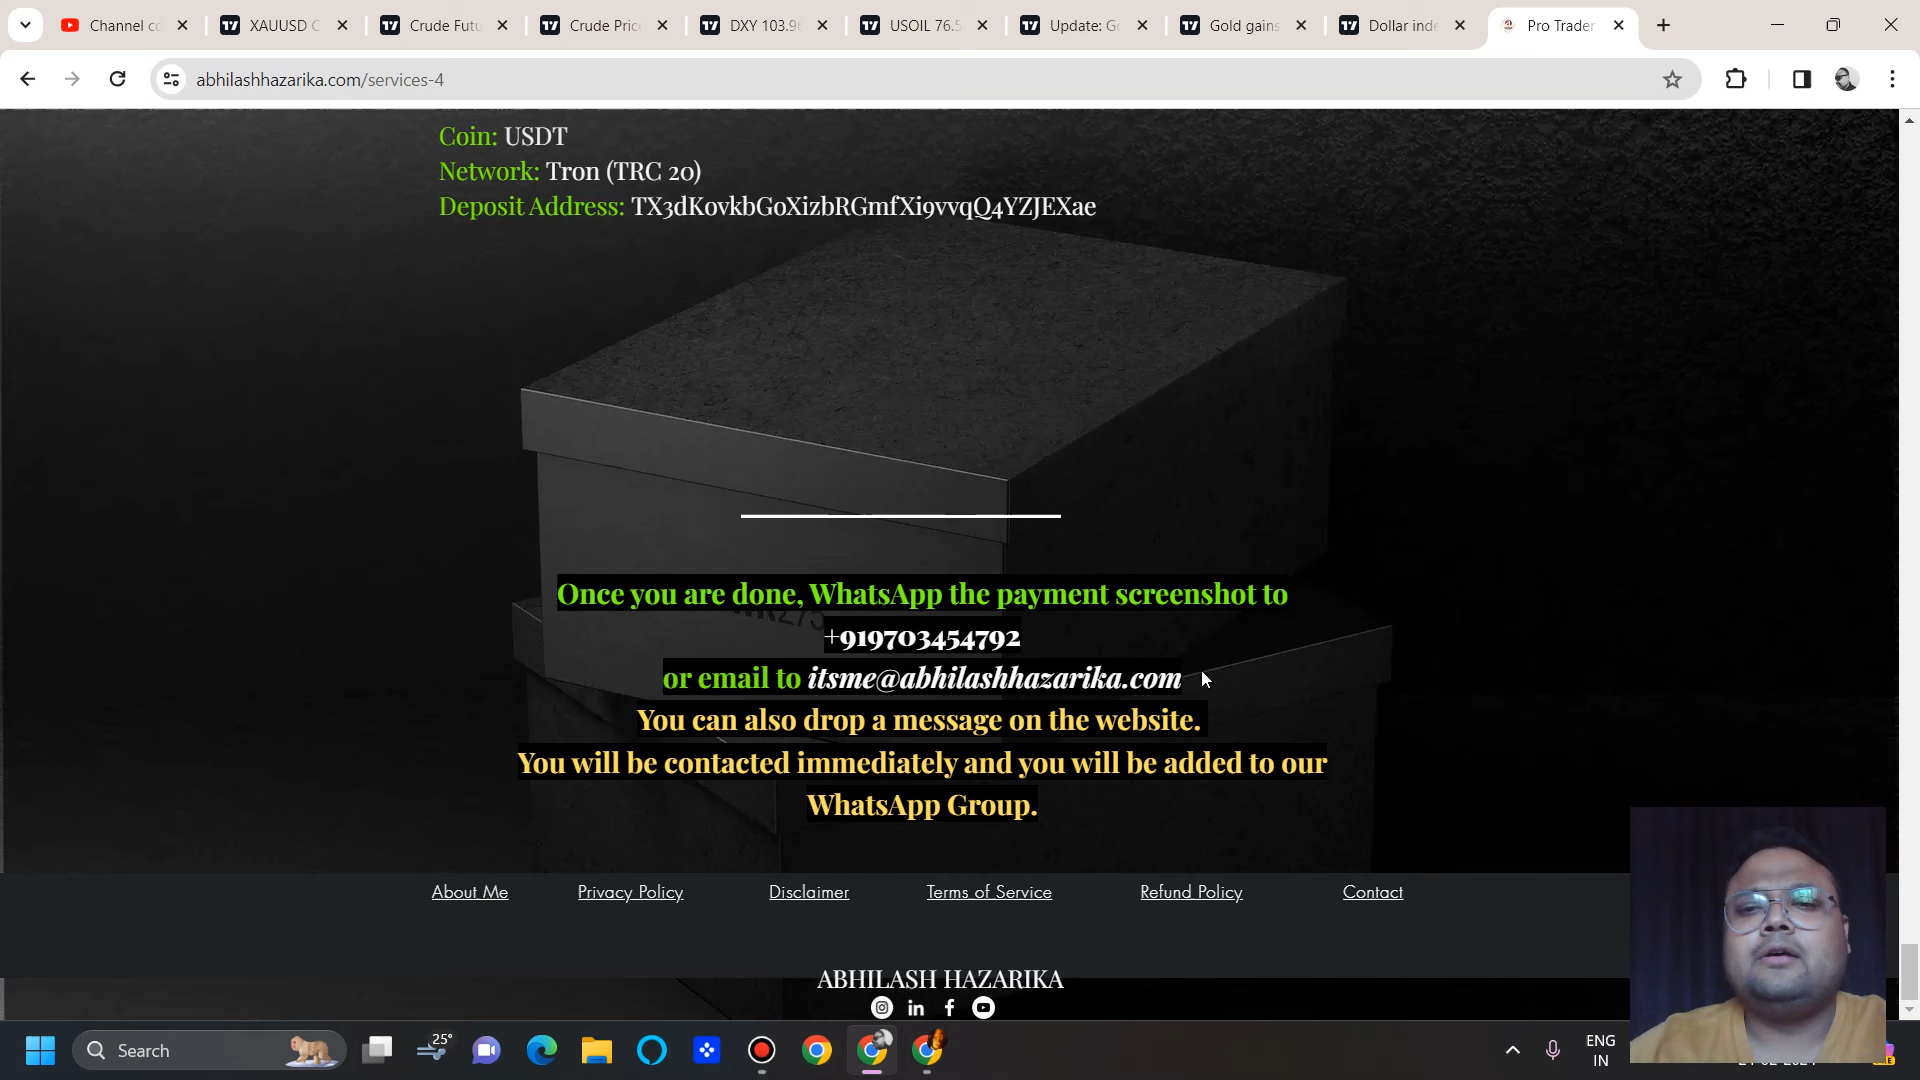 Channel co
XAUUSD C
Crude Futu
Crude Pric
DXY 103.96
USOIL 76.5
Update: Go
Gold gains
Dollar inde
Pro Trader
abhilashhazarika.com/services-4
Coin: USDT
Network: Tron (TRC 20)
Deposit Address: TX3dKovkbGoXizbRGmfXi9vvqQ4YZJEXae
Once you are done, WhatsApp the payment screenshot to
+919703454792
or email to itsme@abhilashhazarika.com
You can also drop a message on the website.
You will be contacted immediately and you will be added to our
WhatsApp Group.
About Me Privacy Policy Disclaimer Terms of Service Refund Policy Contact
ABHILASH HAZARIKA
Search
25°
ENG
IN